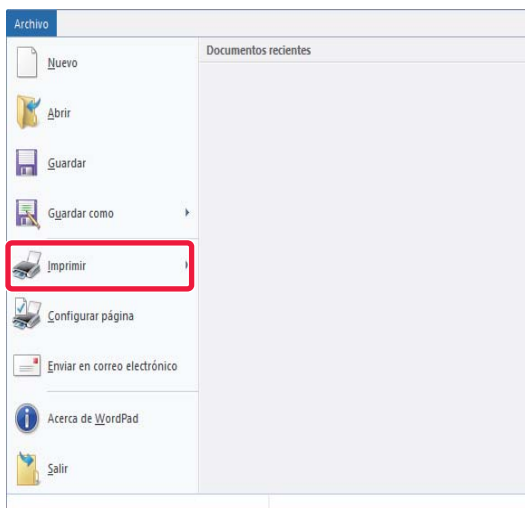 Archivo
Documentos recientes
Nuevo
Abrir
Guardar
Guardar como
Imprimir
Configurar página
Enviar en correo electrónico
Acerca de WordPad
Salir